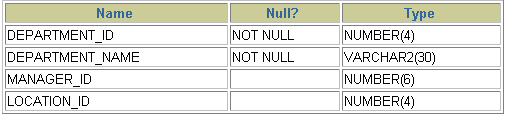 Name Null? Type
DEPARTMENT_ID NOT NULL NUMBER(4)
DEPARTMENT_NAME NOT NULL VARCHAR2(30)
MANAGER_ID NUMBER(6)
LOCATION_ID NUMBER(4)